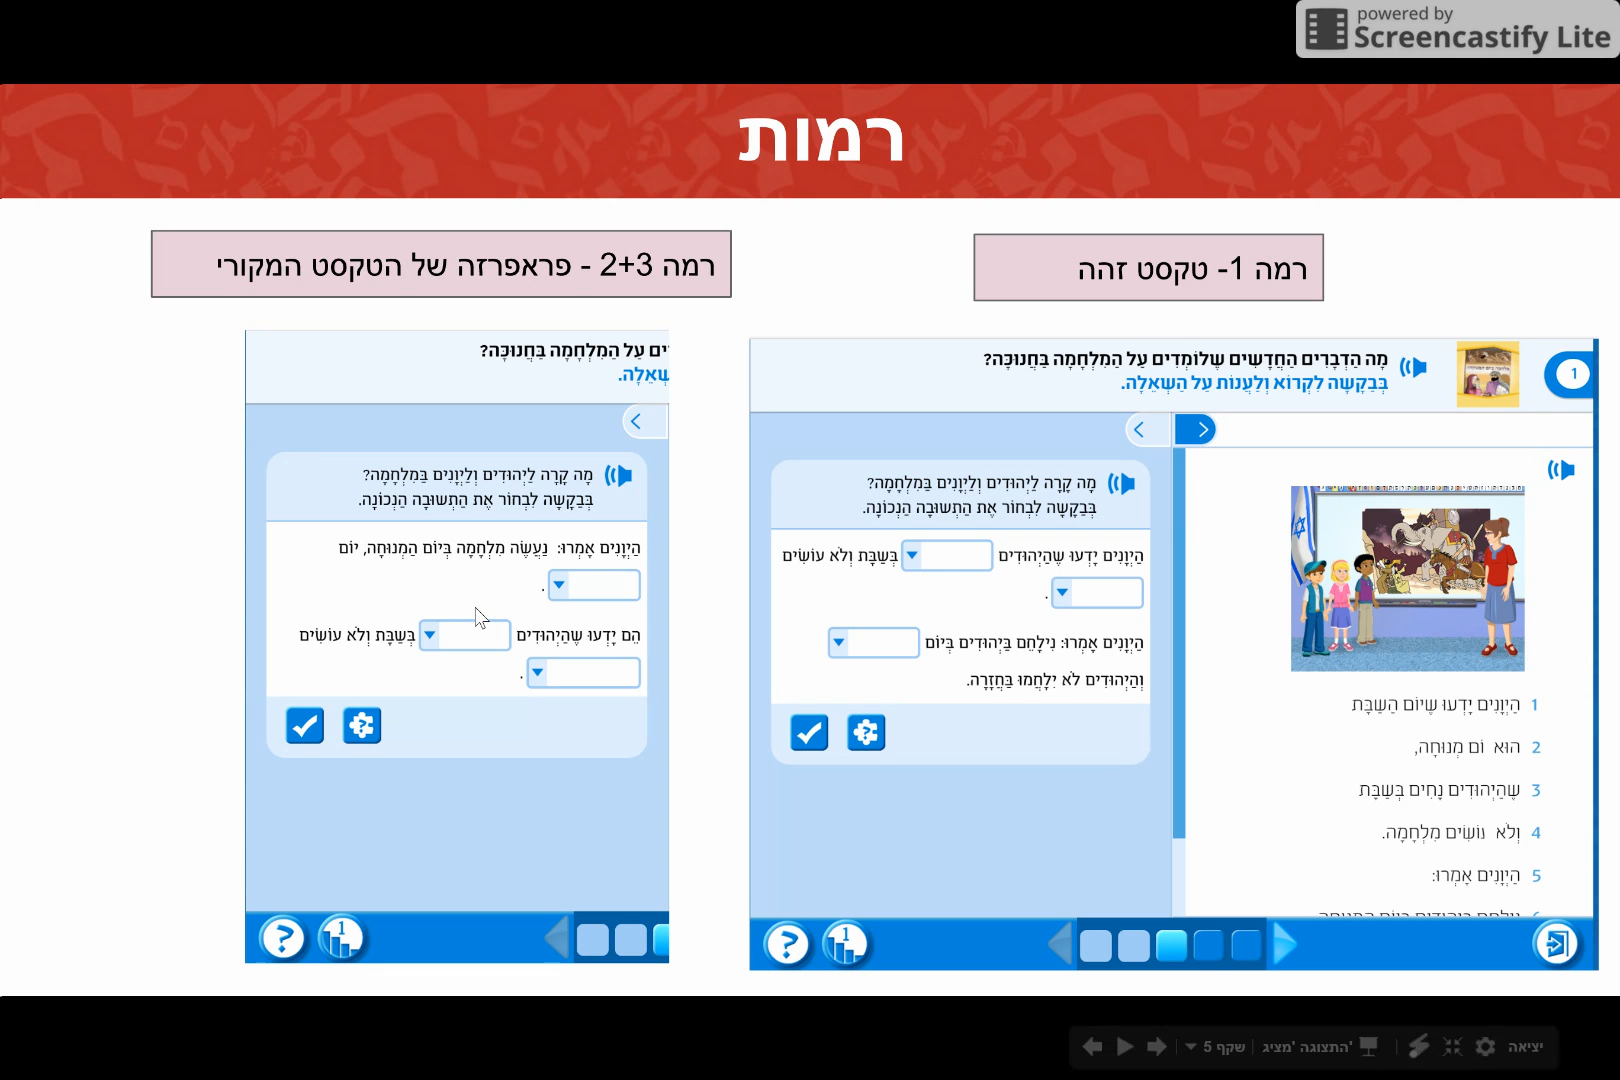 powered by
Screencastify Lite
רמות
רמה 1- טקסט זהה
רמה 2+3 - פראפרזה של הטקסט המקורי
1
מָה הַדְּבָרִים הַחֲדָשִׁים שֶׁלּוֹמְדִים עַל הַמִּלְחָמָה בַּחֲנוּכָּה?
בְּבַקָשָׁה לִקְרוֹא וְלַעֲנוֹת עַל הַשְּׁאֵלָה.
1 הַיְּוָנִים יָדְעוּ שֶׁיּוֹם הַשַּׁבָּת
2 הוּא וֹם מְנוּחָה,
3 שֶׁהַיְּהוּדִים נָחִים בְּשַׁבָּת
4 וְלֹא עוֹשִׂים מִלְחָמָה.
5 הַיְּוָנִים אָמְרוּ:
מָה קָרָה לַיְּהוּדִים וְלַיְּוָנִים בַּמִּלְחָמָה?
בְּבַקָשָׁה לִבְחוֹר אֶת הַתְּשׁוּבָה הַנְּכוֹנָה.
הַיְּוָנִים יָדְעוּ שֶׁהַיְּהוּדִים בְּשַׁבָּת וְלֹא עוֹשִׂים
.
הַיְּוָנִים אָמְרוּ: נִילָחֵם בַּיְּהוּדִים בְּיוֹם
וְהַיְּהוּדִים לֹא יִלָּחֲמוּ בַּחֲזָרָה.
?
1
ים עַל הַמִּלְחָמָה בַּחֲנוּכָּה?
שְּׁאֵלָה.
מָה קָרָה לַיְּהוּדִים וְלַיְּוָנִים בַּמִּלְחָמָה?
בְּבַקָשָׁה לִבְחוֹר אֶת הַתְּשׁוּבָה הַנְּכוֹנָה.
הַיְּוָנִים אָמְרוּ: נַעֲשֶׂה מִלְחָמָה בְּיוֹם הַמְּנוּחָה, יוֹם
.
הֵם יָדְעוּ שֶׁהַיְּהוּדִים בְּשַׁבָּת וְלֹא עוֹשִׂים
.
?
1
יציאה
התצוגה 'מציג'
שקף 5